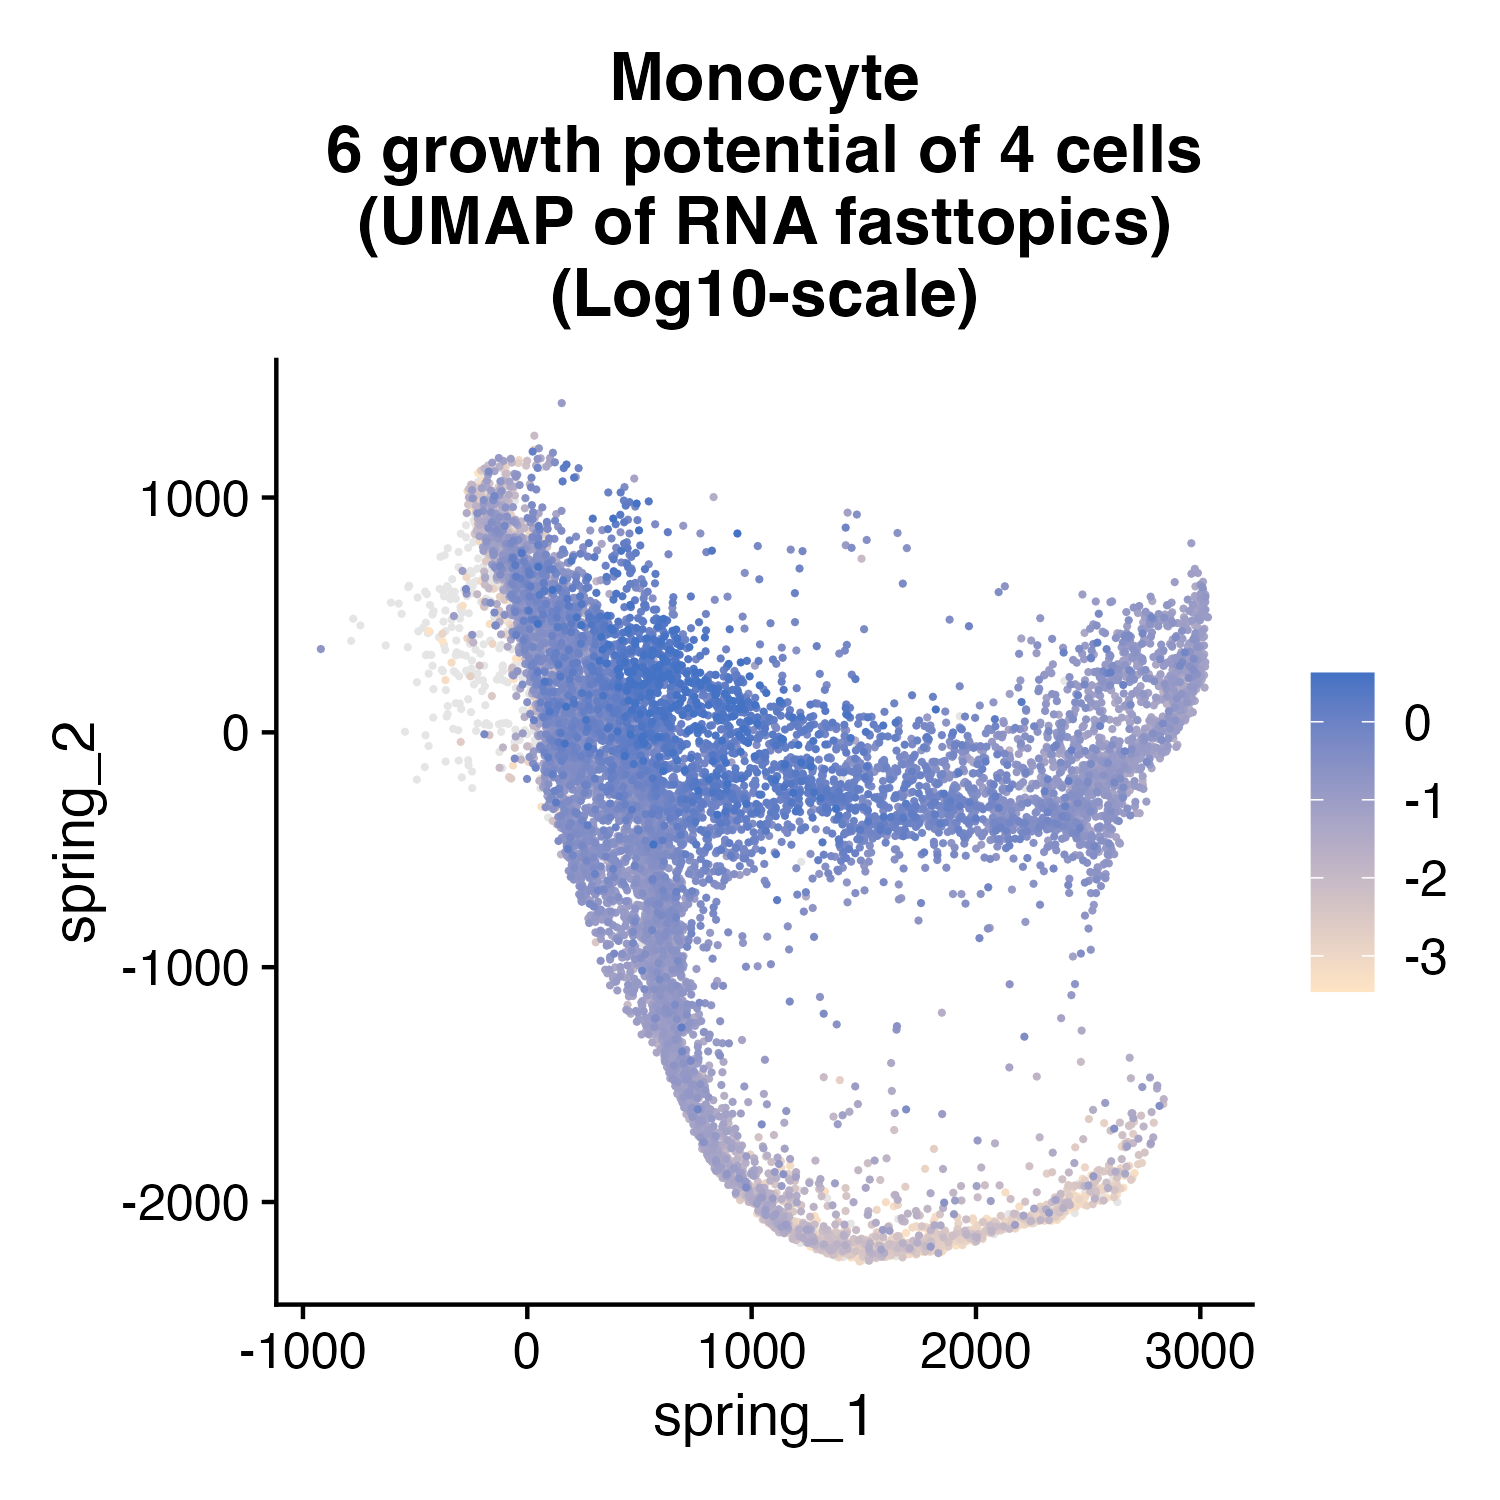 Monocyte
6 growth potential of 4 cells
(UMAP of RNA fasttopics)
(Log10-scale)
1000
0
-1000
-2000
spring_2
-1000
0
1000
2000
3000
spring_1
0
-1
-2
-3